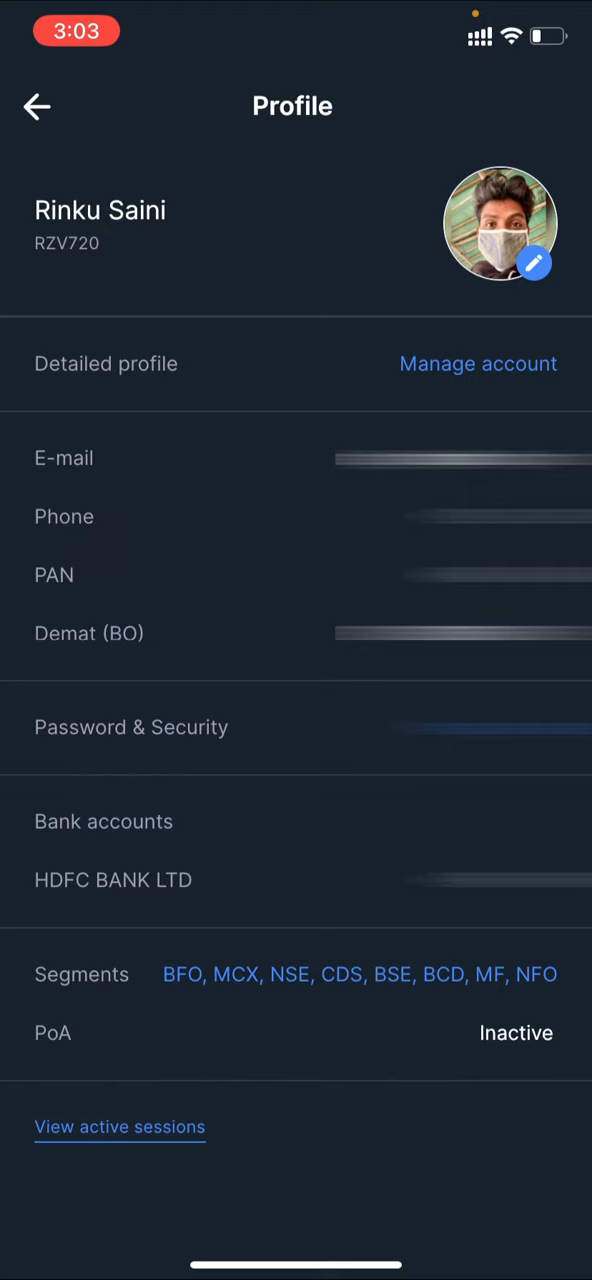 3:03
Profile
Rinku Saini
RZV720
Detailed profile Manage account
E-mail
Phone
PAN
Demat (BO)
Password & Security
Bank accounts
HDFC BANK LTD
Segments BFO, MCX, NSE, CDS, BSE, BCD, MF, NFO
PoA Inactive
View active sessions